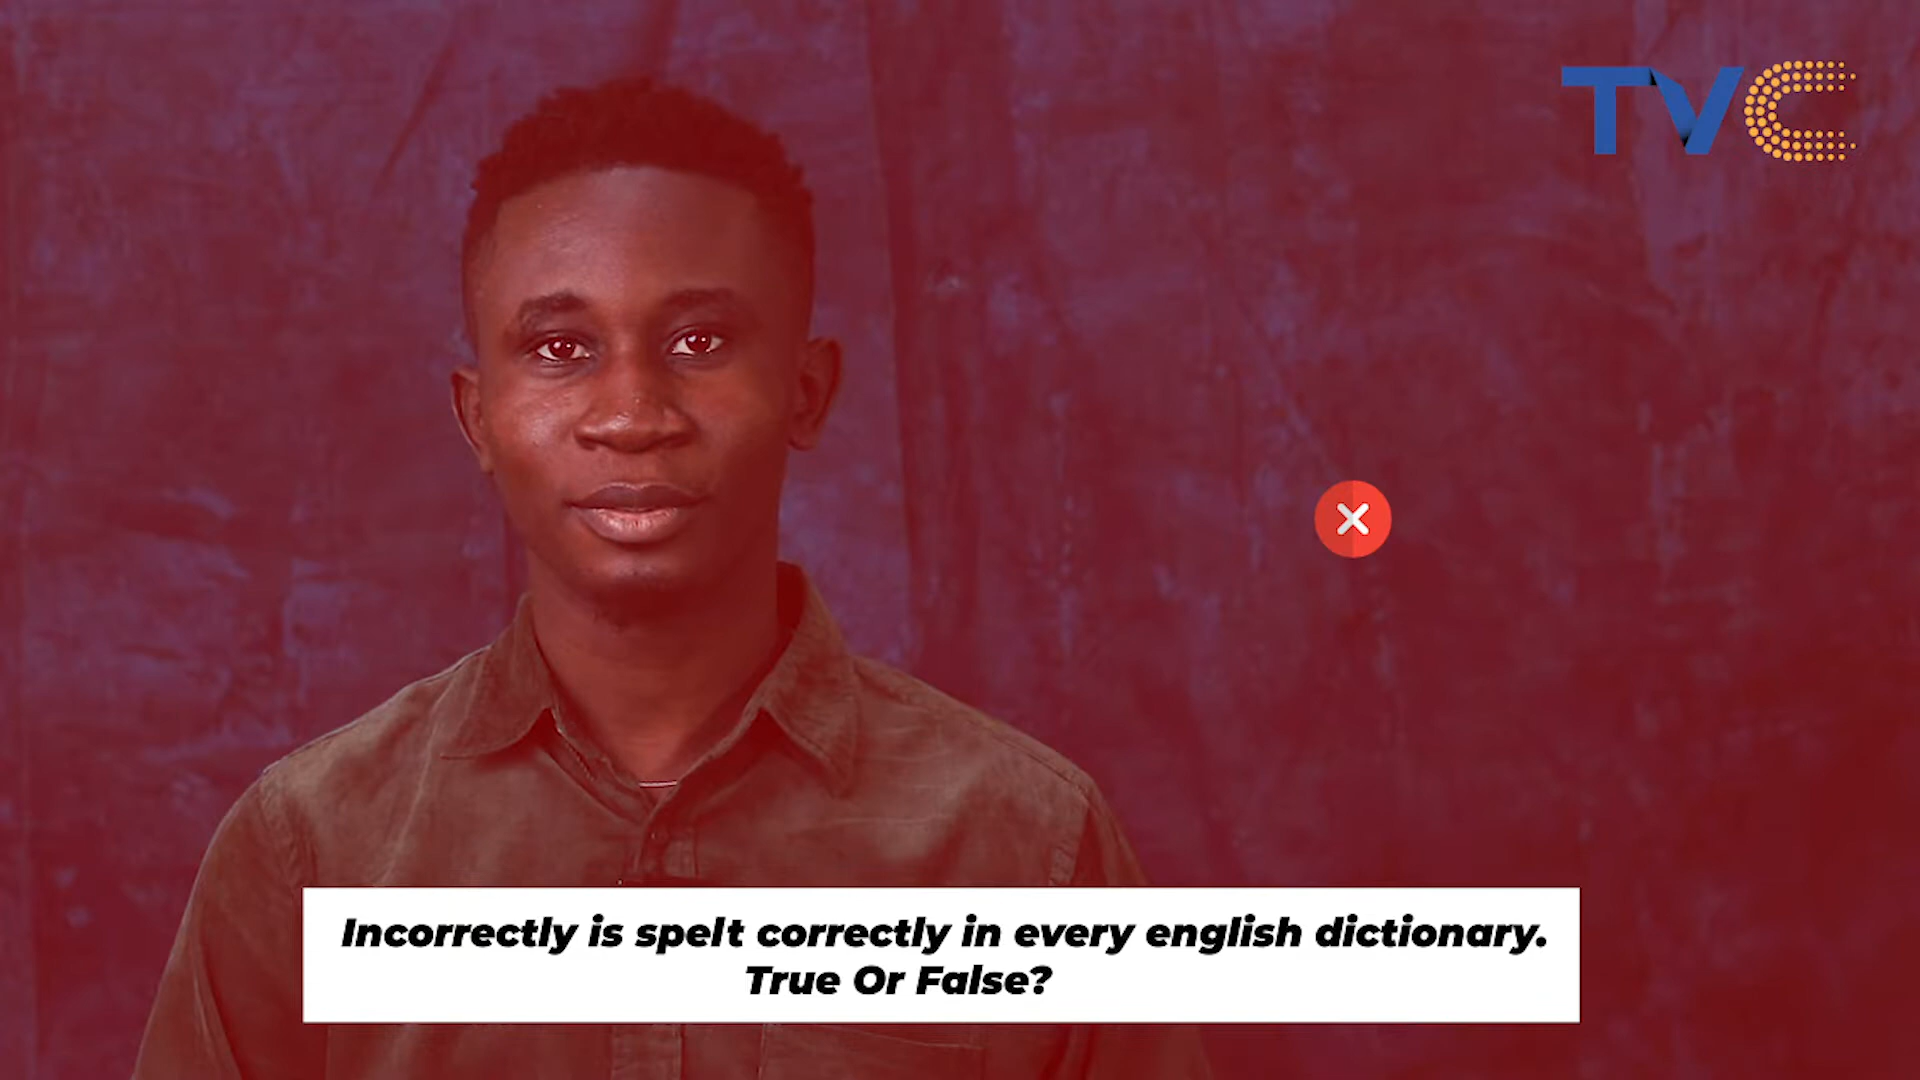 TVC
Incorrectly is spelt correctly in every english dictionary.
True Or False?